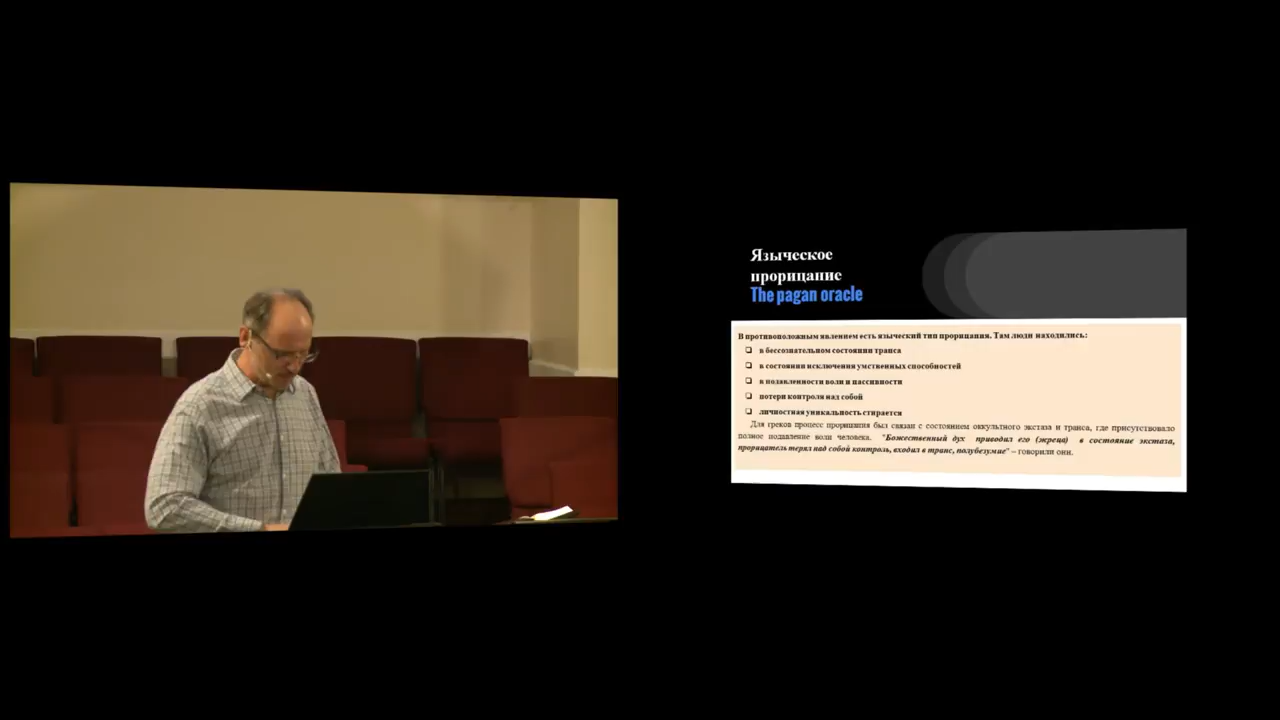 Языческое
прорицание
The pagan oracle
В противоположным явлением есть языческий тип прорицания. Там люди находились:
❑ в бессознательном состоянии транса
❑ в состоянии исключения умственных способностей
❑ в подавленности воли и пассивности
❑ потери контроля над собой
❑ личностная уникальность стирается
Для греков процесс прорицания был связан с состоянием оккультного экстаза и транса, где присутствовало
полное подавление воли человека. "Божественный дух приводил его (жреца) в состояние экстаза,
прорицатель терял над собой контроль, входил в транс, полубезумие" – говорили они.